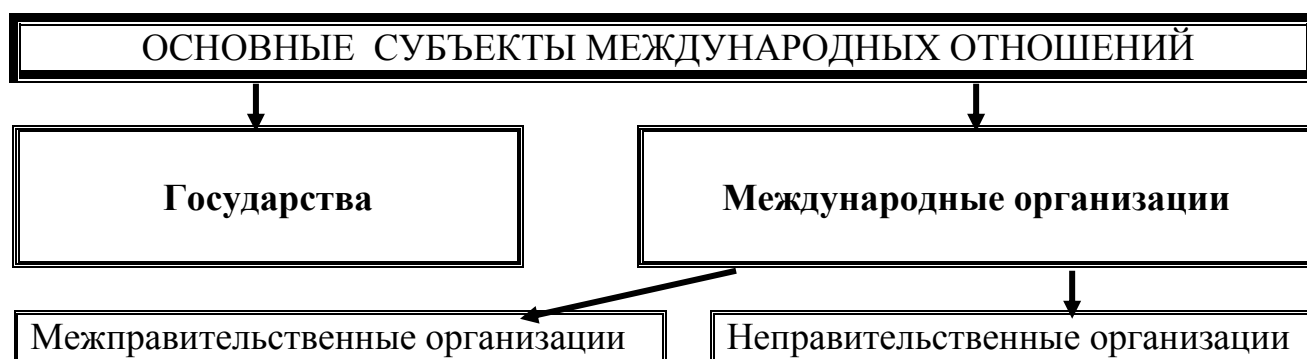 ОСНОВНЫЕ СУБЪЕКТЫ МЕЖДУНАРОДНЫХ ОТНОШЕНИЙ
Государства
Международные организации
Межправительственные организации
Неправительственные организации